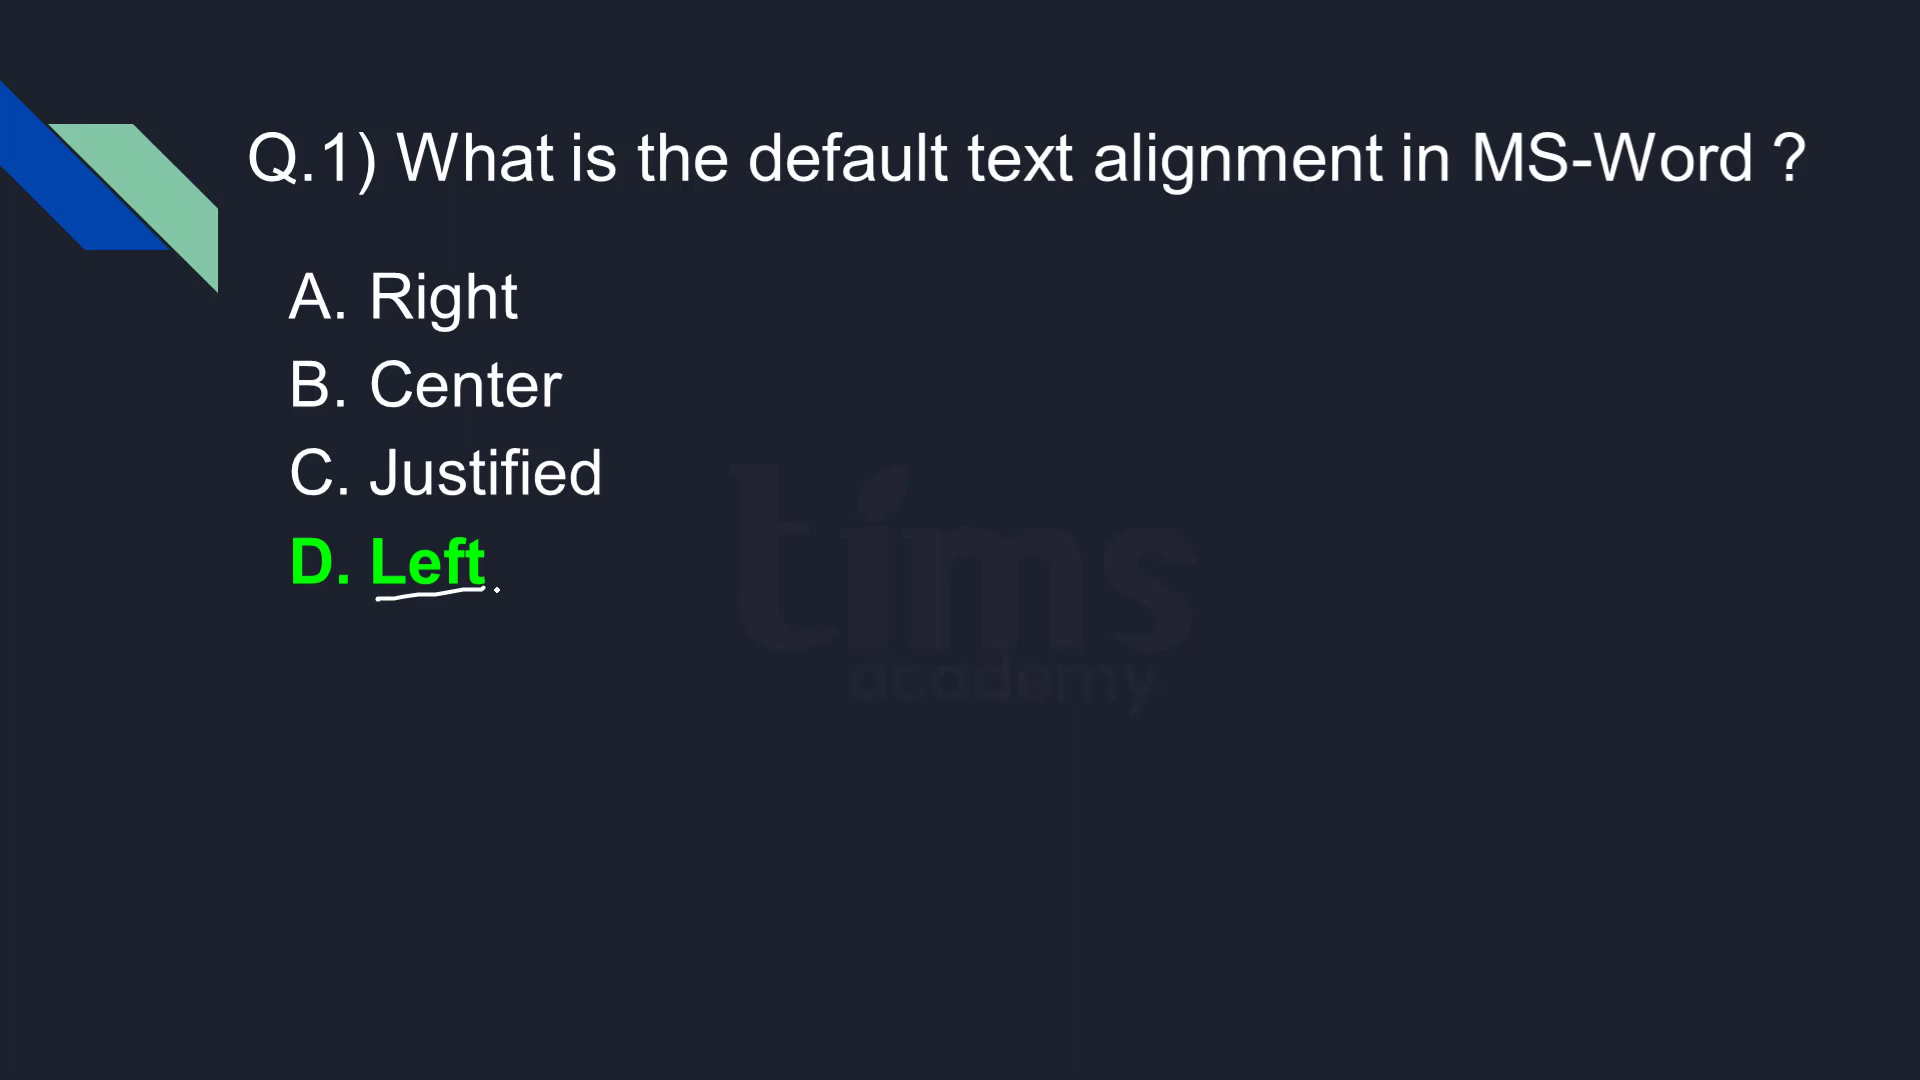 Q.1) What is the default text alignment in MS-Word ?
A. Right
B. Center
C. Justified
D. Left
tims
academy